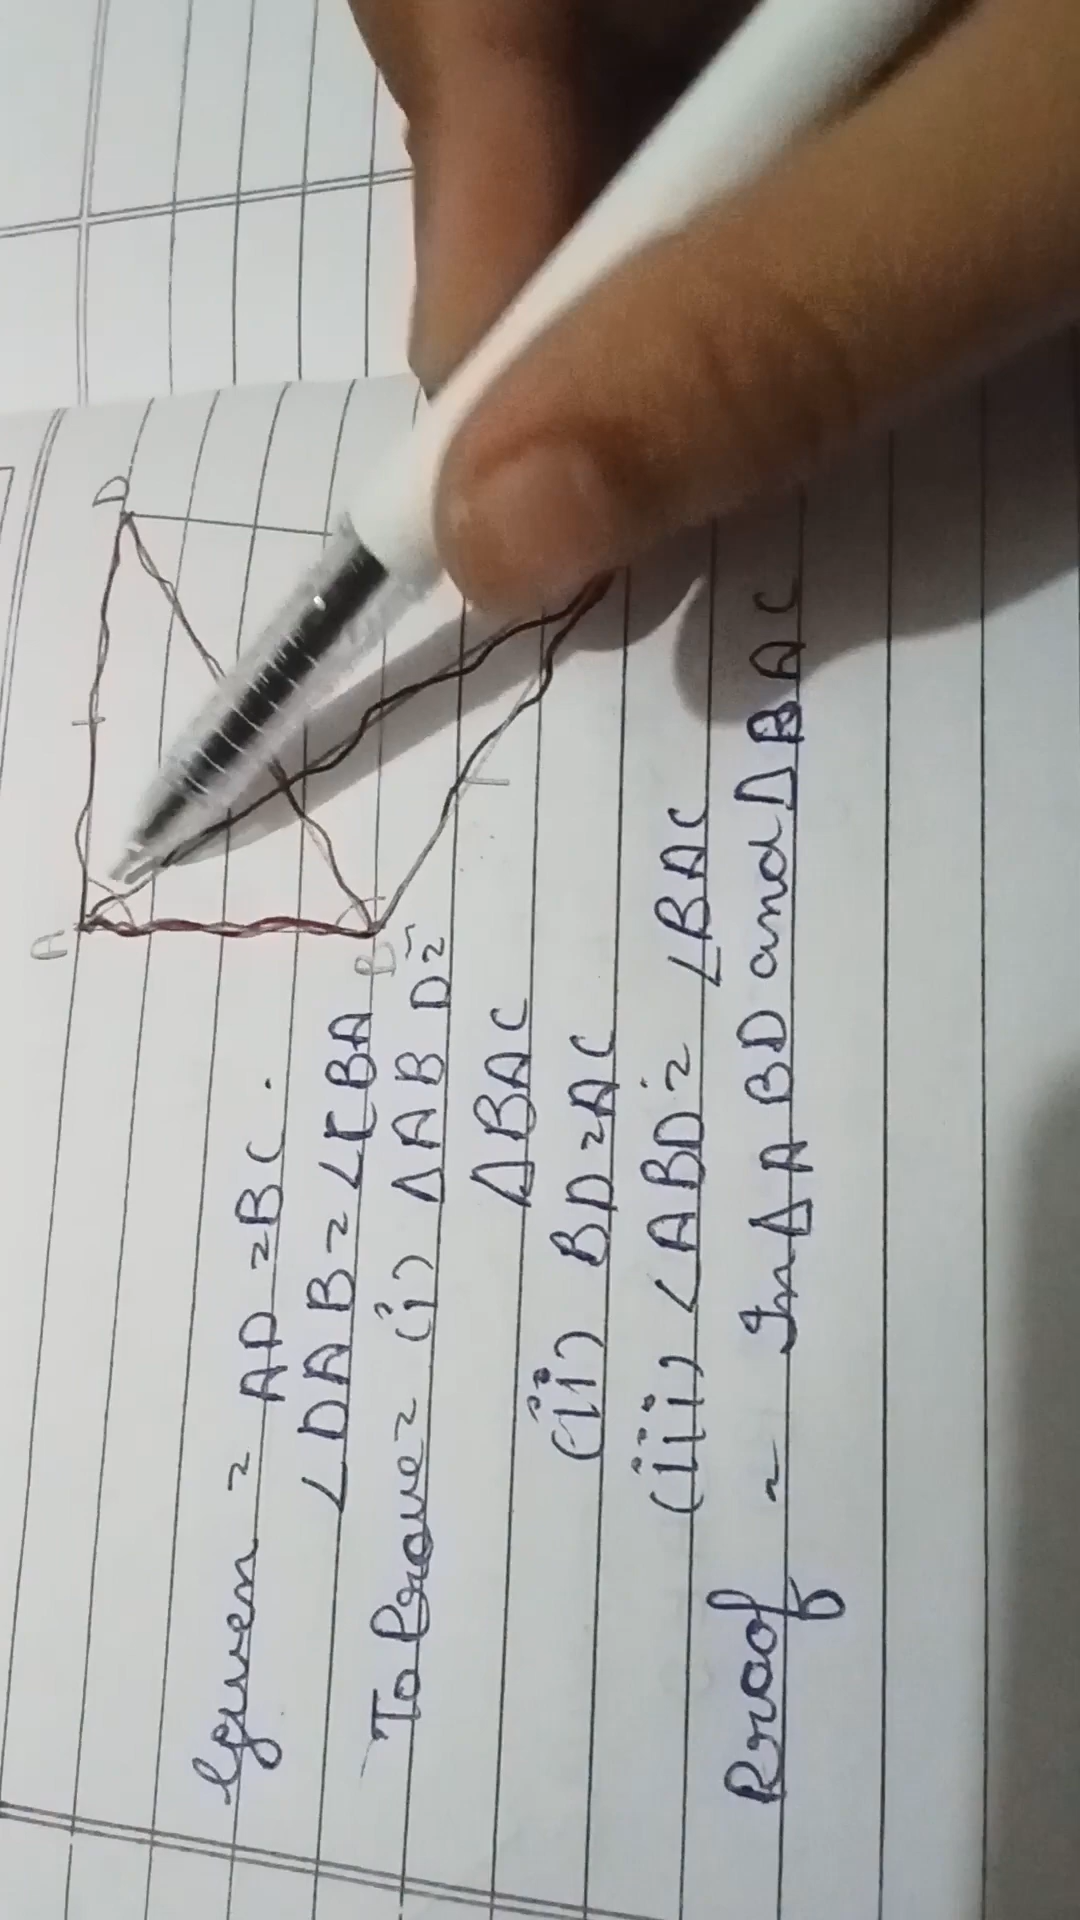 A
D
B
Given = AD = BC.
∠DAB = ∠CBA
To Prove = (i) ΔABD ≅
ΔBAC
(ii) BD = AC
(iii) ∠ABD = ∠BAC
Proof - In ΔABD and ΔBAC